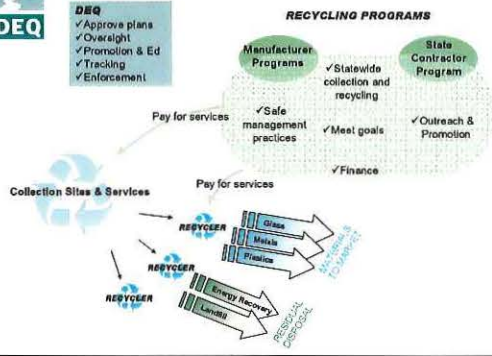 DEQ
DEQ
✓Approve plans
✓Oversight
✓Promotion & Ed
✓Tracking
✓Enforcement
RECYCLING PROGRAMS
Manufacturer
Programs
State
Contractor
Program
✓Statewide
collection and
recycling
✓Safe
management
practices
✓Meet goals
✓Outreach &
Promotion
✓Finance
Pay for services
Collection Sites & Services
Pay for services
RECYCLER
Glass
Metals
Plastics
MATERIALS
TO MARKET
RECYCLER
RECYCLER
Energy Recovery
Landfill
RESIDUAL
DISPOSAL